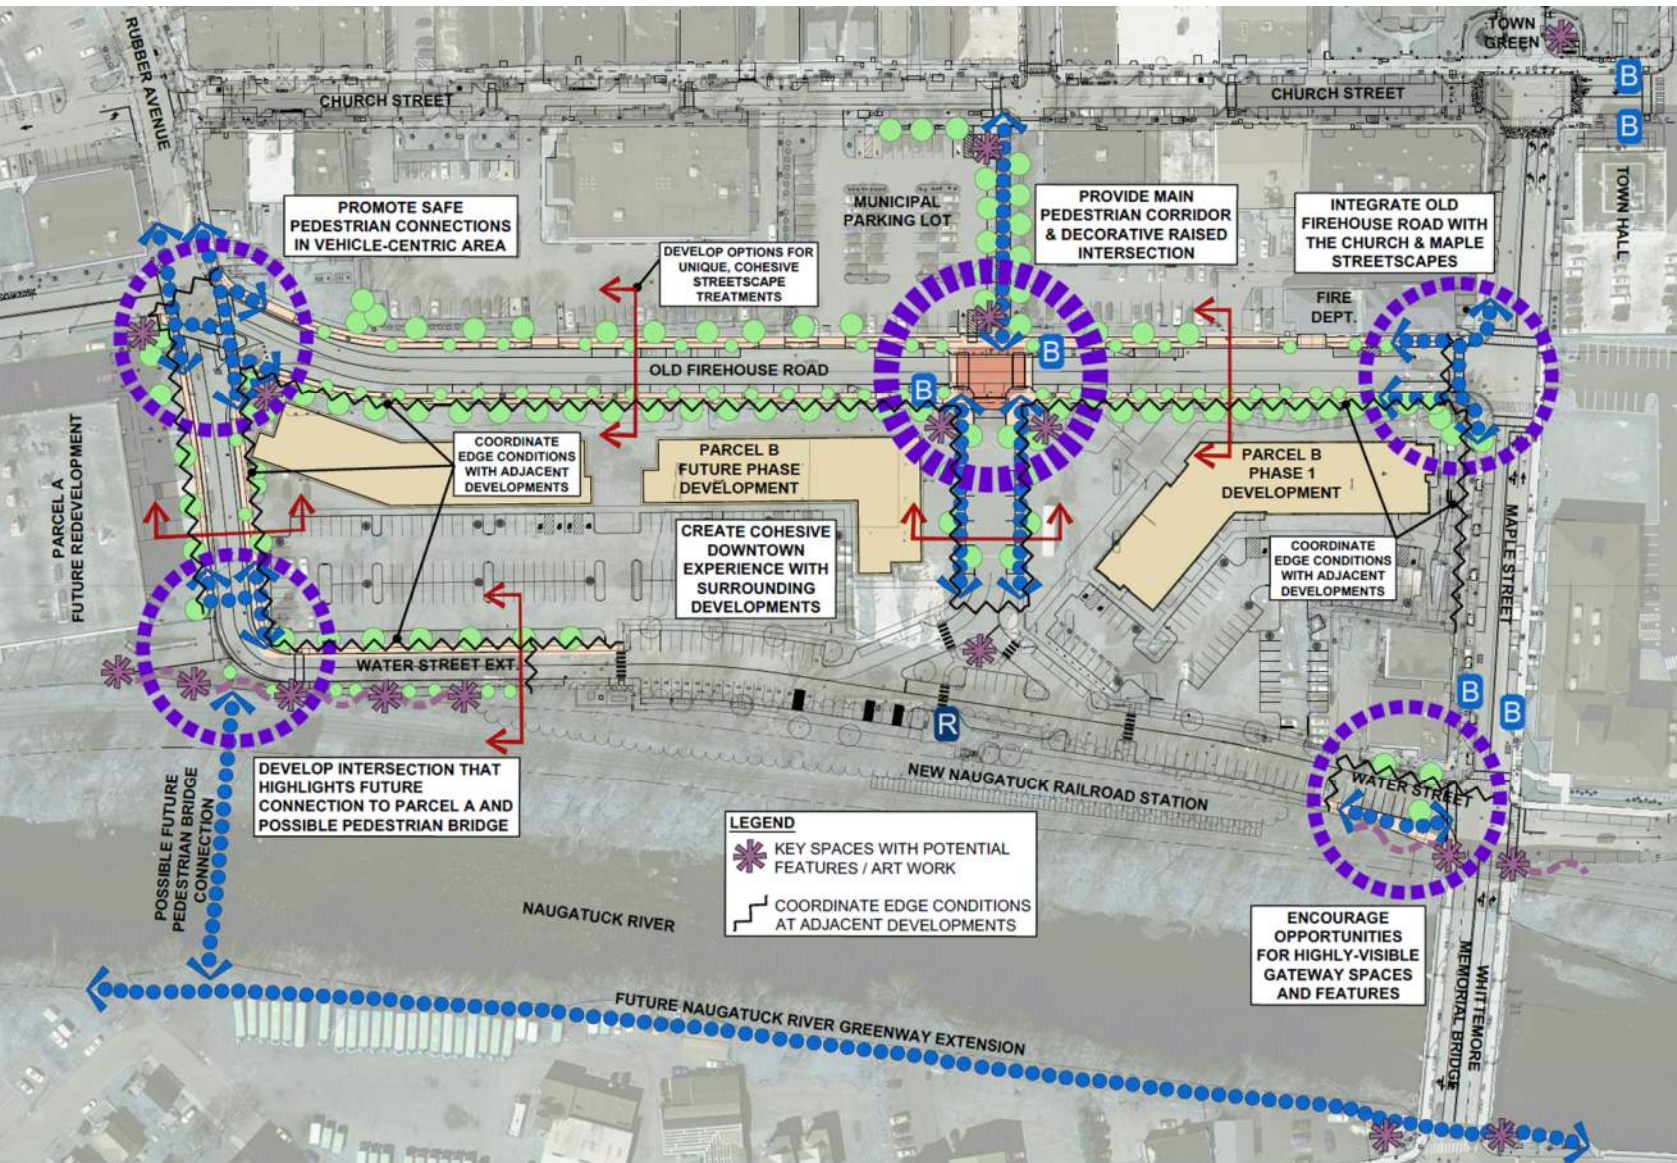 RUBBER AVENUE
CHURCH STREET
CHURCH STREET
TOWN
GREEN
B
B
TOWN HALL
PROMOTE SAFE
PEDESTRIAN CONNECTIONS
IN VEHICLE-CENTRIC AREA
MUNICIPAL
PARKING LOT
PROVIDE MAIN
PEDESTRIAN CORRIDOR
& DECORATIVE RAISED
INTERSECTION
INTEGRATE OLD
FIREHOUSE ROAD WITH
THE CHURCH & MAPLE
STREETSCAPES
DEVELOP OPTIONS FOR
UNIQUE, COHESIVE
STREETSCAPE
TREATMENTS
FIRE
DEPT.
OLD FIREHOUSE ROAD
B
B
PARCEL A
FUTURE REDEVELOPMENT
COORDINATE
EDGE CONDITIONS
WITH ADJACENT
DEVELOPMENTS
PARCEL B
FUTURE PHASE
DEVELOPMENT
PARCEL B
PHASE 1
DEVELOPMENT
CREATE COHESIVE
DOWNTOWN
EXPERIENCE WITH
SURROUNDING
DEVELOPMENTS
COORDINATE
EDGE CONDITIONS
WITH ADJACENT
DEVELOPMENTS
MAPLE STREET
WATER STREET EXT.
B
B
R
DEVELOP INTERSECTION THAT
HIGHLIGHTS FUTURE
CONNECTION TO PARCEL A AND
POSSIBLE PEDESTRIAN BRIDGE
NEW NAUGATUCK RAILROAD STATION
WATER STREET
POSSIBLE FUTURE
PEDESTRIAN BRIDGE
CONNECTION
LEGEND
KEY SPACES WITH POTENTIAL
FEATURES / ART WORK
COORDINATE EDGE CONDITIONS
AT ADJACENT DEVELOPMENTS
NAUGATUCK RIVER
ENCOURAGE
OPPORTUNITIES
FOR HIGHLY-VISIBLE
GATEWAY SPACES
AND FEATURES
WHITTEMORE
MEMORIAL BRIDGE
FUTURE NAUGATUCK RIVER GREENWAY EXTENSION